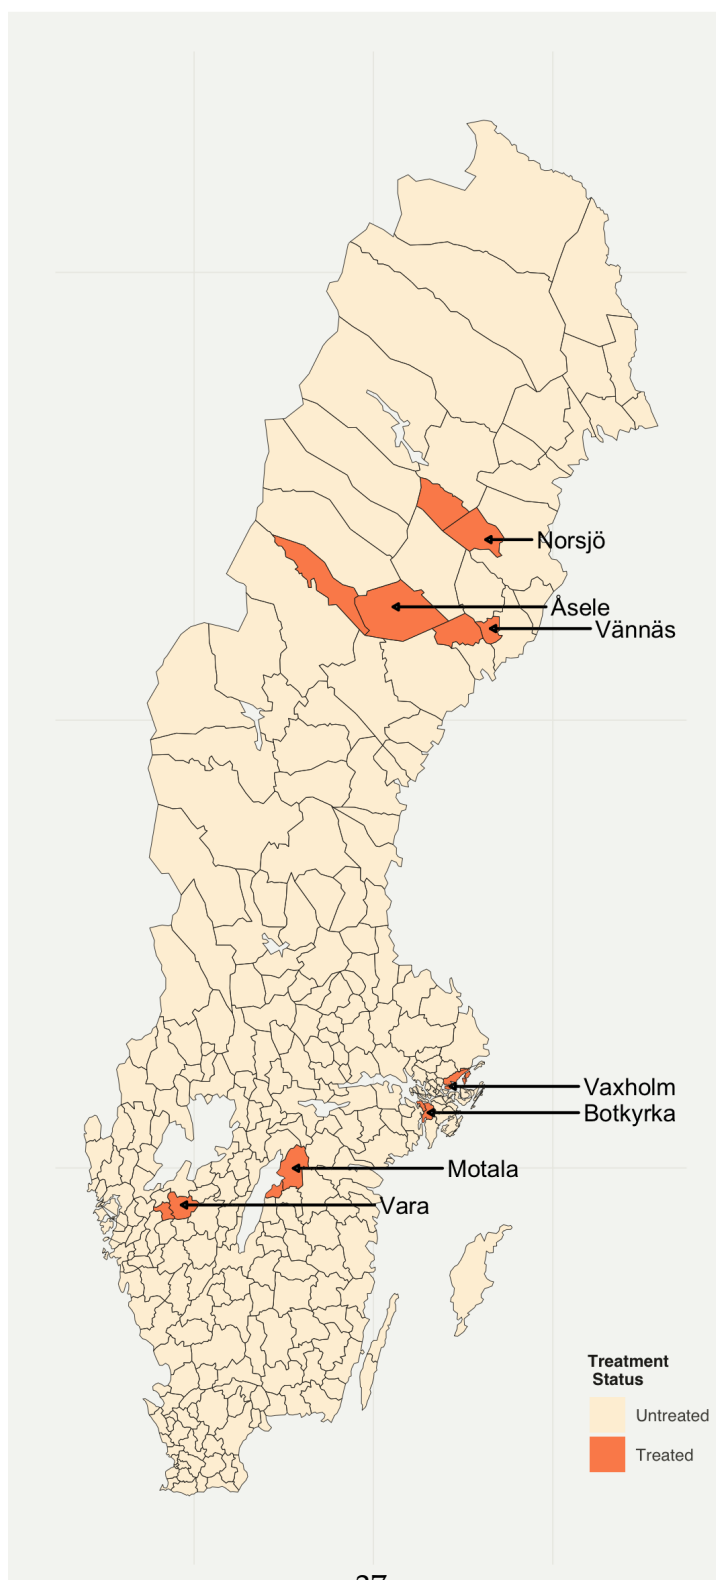 Norsjö
Åsele
Vännäs
Vaxholm
Botkyrka
Motala
Vara
Treatment
Status
Untreated
Treated